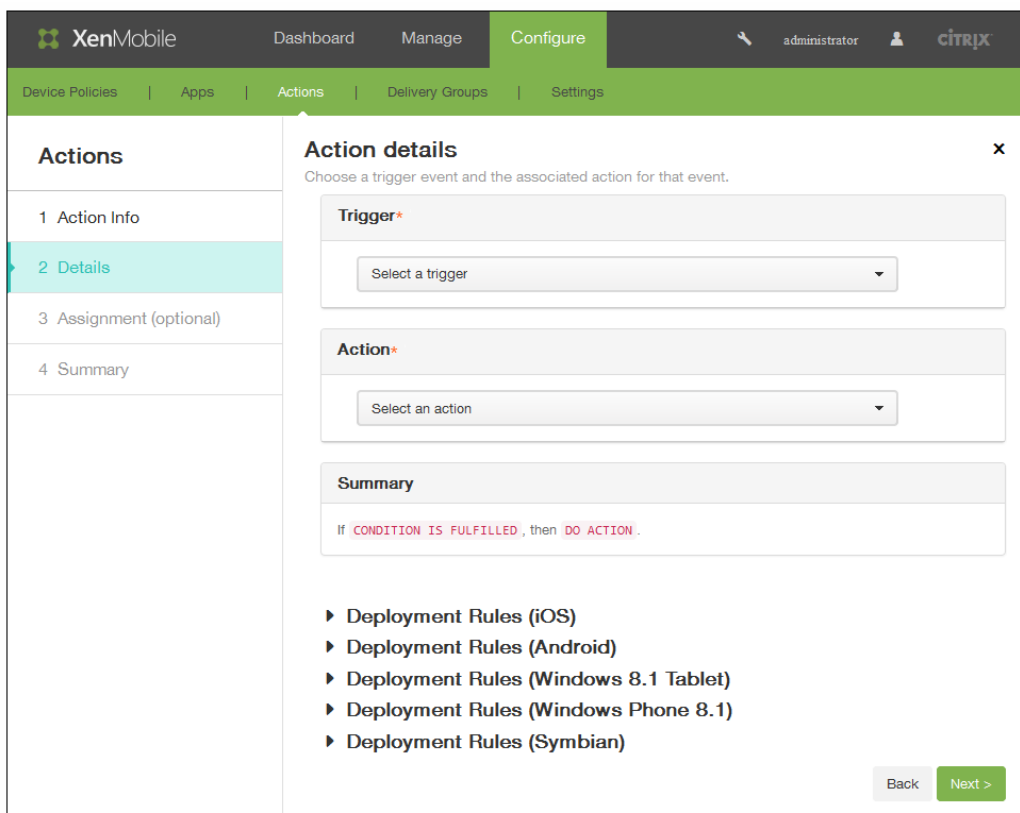 XenMobile Dashboard Manage Configure administrator CİTRIX
Device Policies | Apps | Actions | Delivery Groups | Settings
Actions
1 Action Info
2 Details
3 Assignment (optional)
4 Summary
Action details
Choose a trigger event and the associated action for that event.
Trigger*
Select a trigger
Action*
Select an action
Summary
If CONDITION IS FULFILLED , then DO ACTION .
Deployment Rules (iOS)
Deployment Rules (Android)
Deployment Rules (Windows 8.1 Tablet)
Deployment Rules (Windows Phone 8.1)
Deployment Rules (Symbian)
Back Next >